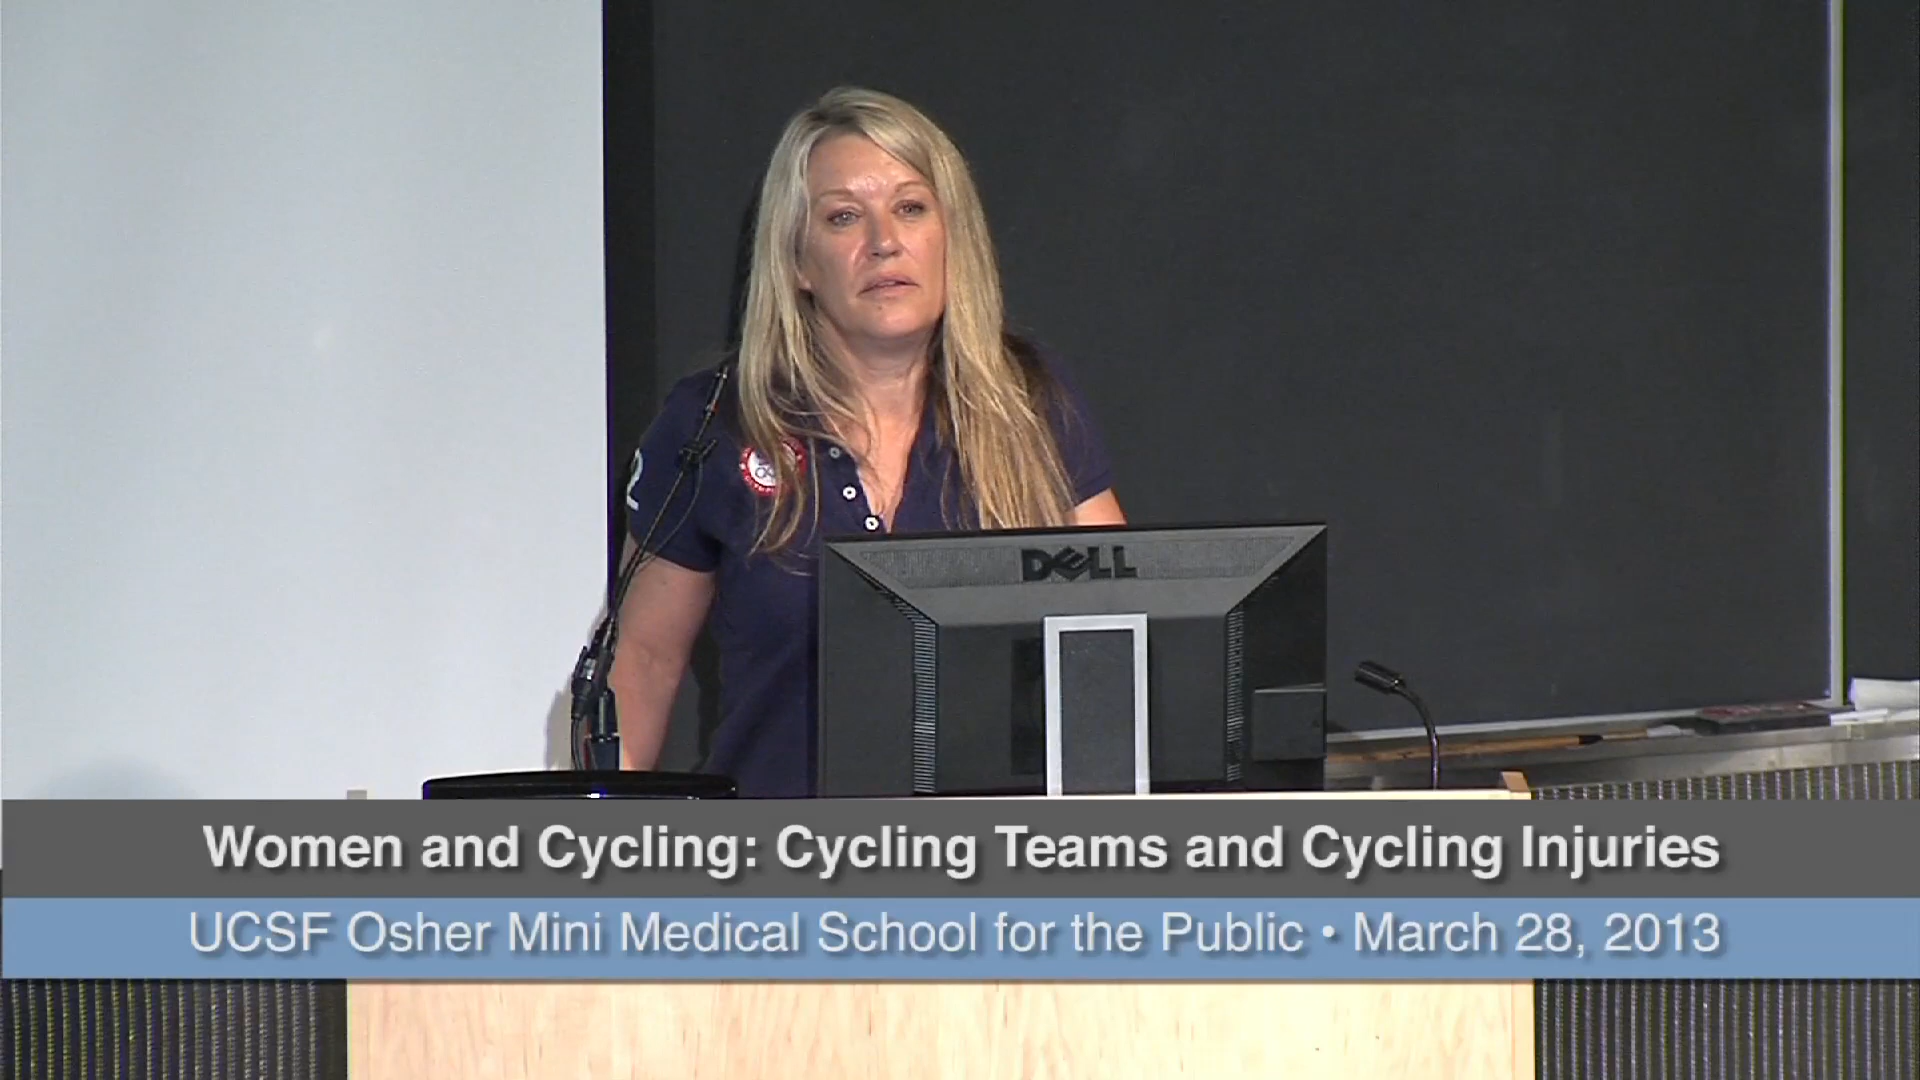 2
DELL
Women and Cycling: Cycling Teams and Cycling Injuries
UCSF Osher Mini Medical School for the Public • March 28, 2013